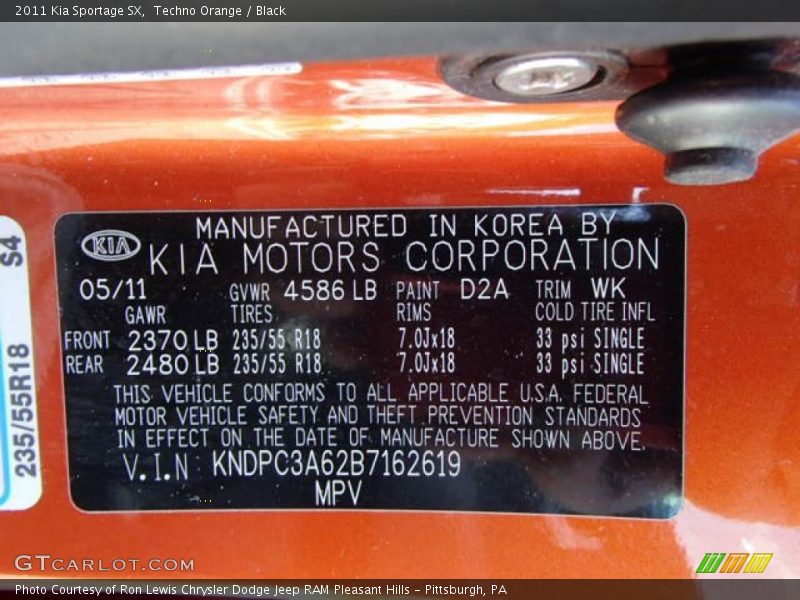 2011 Kia Sportage SX,  Techno Orange / Black
MANUFACTURED IN KOREA BY
KIA KIA MOTORS CORPORATION
05/11 GVWR 4586 LB PAINT D2A TRIM WK
GAWR TIRES RIMS COLD TIRE INFL
FRONT 2370 LB 235/55 R18 7.0Jx18 33 psi SINGLE
REAR 2480 LB 235/55 R18 7.0Jx18 33 psi SINGLE
THIS VEHICLE CONFORMS TO ALL APPLICABLE U.S.A. FEDERAL
MOTOR VEHICLE SAFETY AND THEFT PREVENTION STANDARDS
IN EFFECT ON THE DATE OF MANUFACTURE SHOWN ABOVE.
V.I.N KNDPC3A62B7162619
MPV
S4
235/55R18
GTCARLOT.COM
Photo Courtesy of Ron Lewis Chrysler Dodge Jeep RAM Pleasant Hills - Pittsburgh, PA